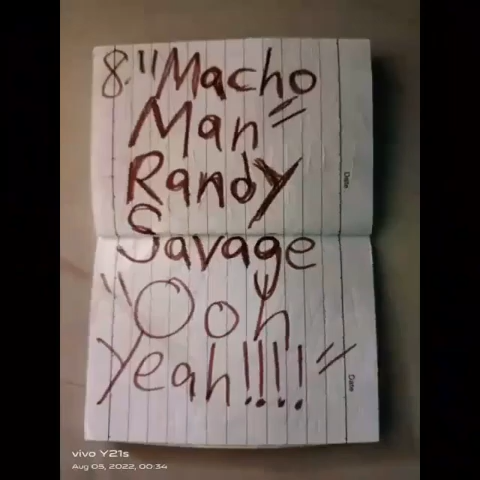 8. "Macho
Man"
Randy
Savage
"Ooh
Yeah!!!!"
Date
Date
vivo Y21s
Aug 05, 2022, 00:34